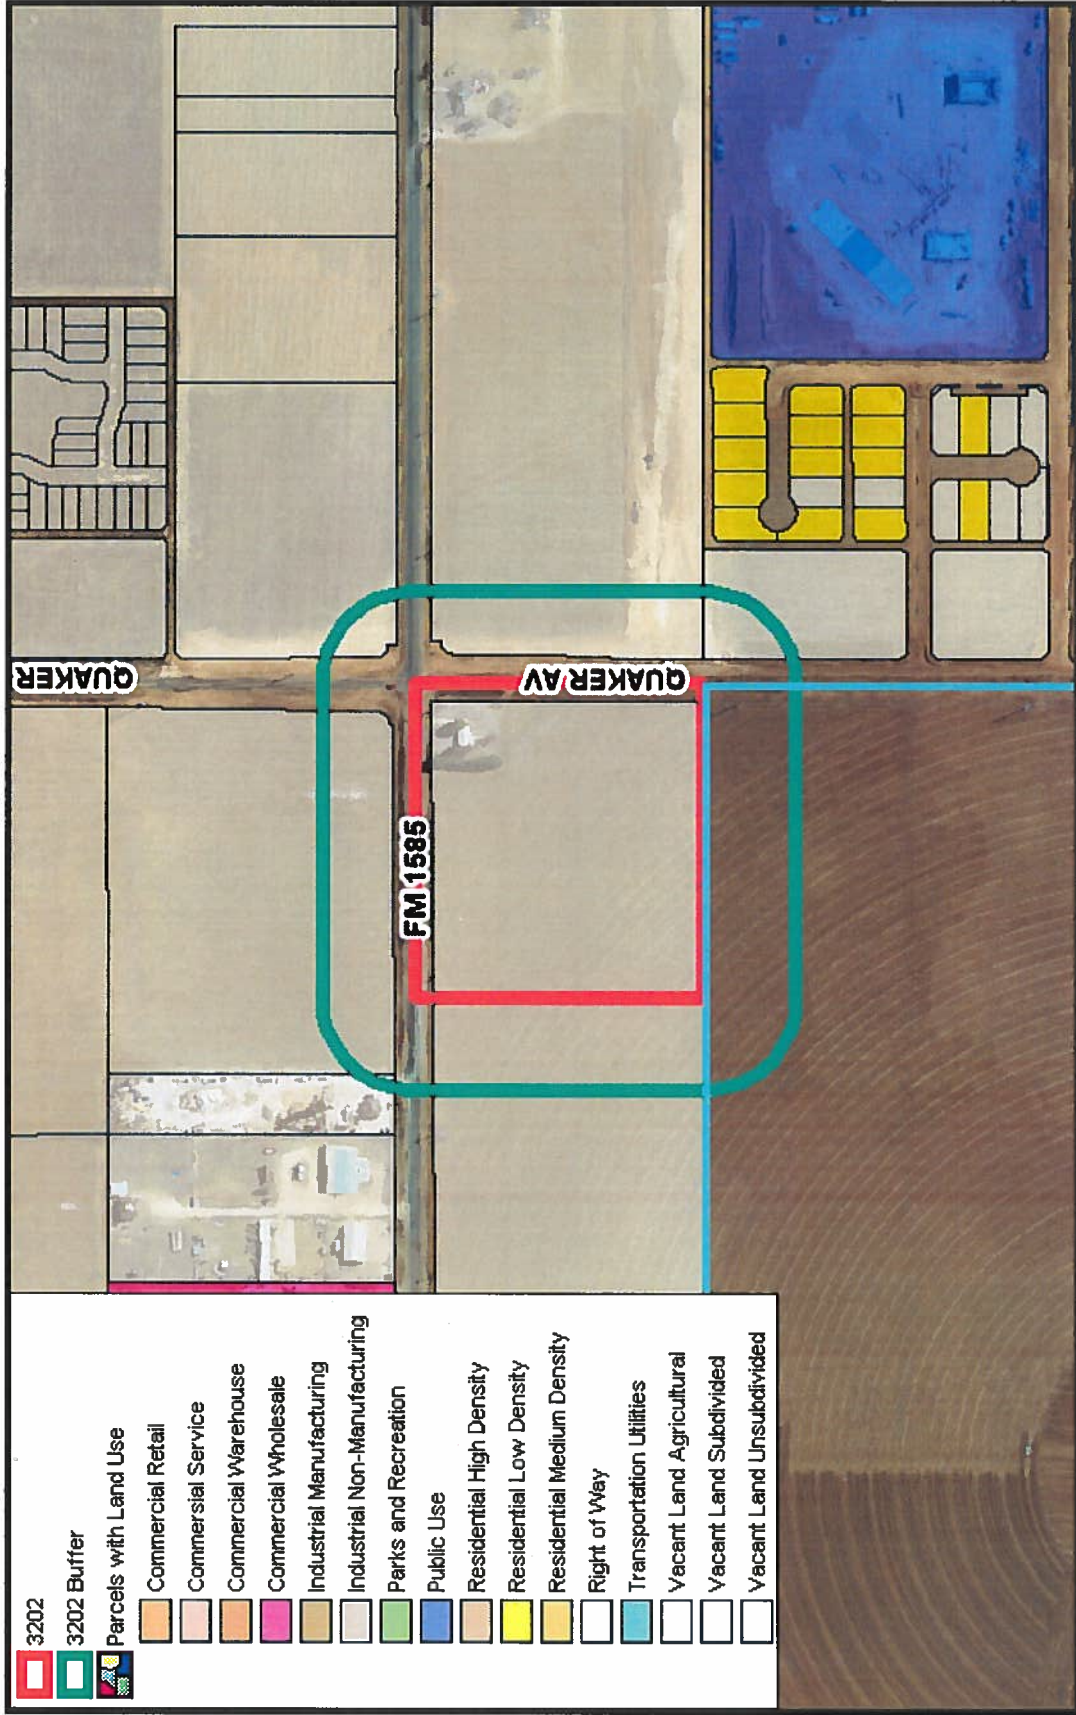 3202
3202 Buffer
Parcels with Land Use
Commercial Retail
Commersial Service
Commercial Warehouse
Commercial Wholesale
Industrial Manufacturing
Industrial Non-Manufacturing
Parks and Recreation
Public Use
Residential High Density
Residential Low Density
Residential Medium Density
Right of Way
Transportation Utilities
Vacant Land Agricultural
Vacant Land Subdivided
Vacant Land Unsubdivided
FM 1585
QUAKER AV
QUAKER